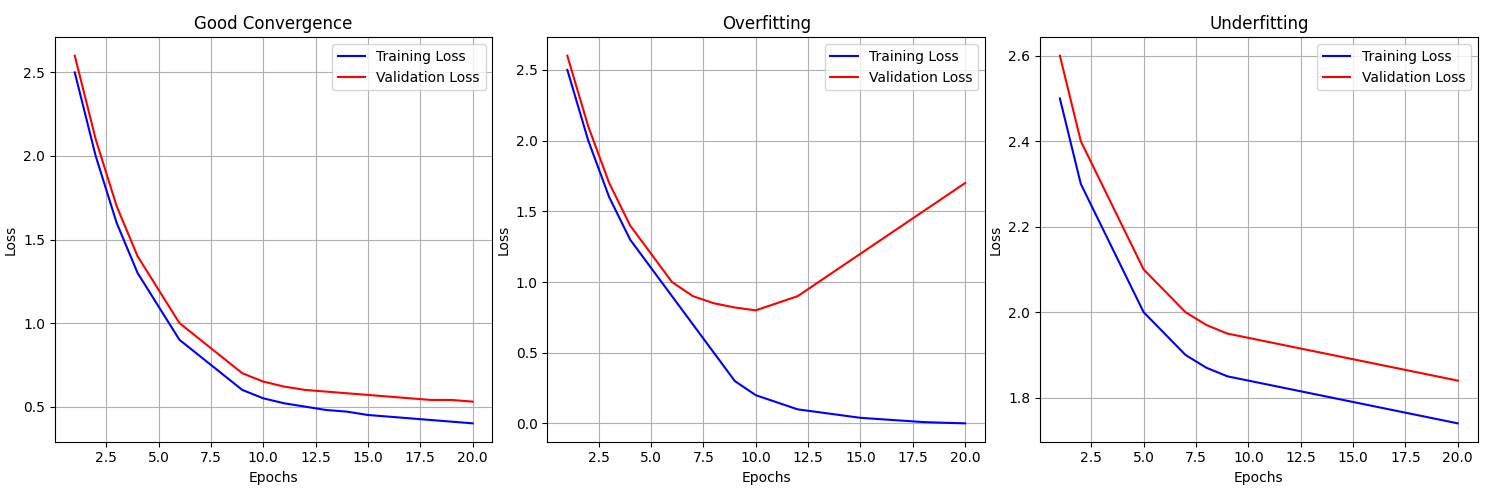 Good Convergence
Training Loss
Validation Loss
2.5
2.0
1.5
1.0
0.5
Loss
2.5 5.0 7.5 10.0 12.5 15.0 17.5 20.0
Epochs
Overfitting
Training Loss
Validation Loss
2.5
2.0
1.5
1.0
0.5
0.0
Loss
2.5 5.0 7.5 10.0 12.5 15.0 17.5 20.0
Epochs
Underfitting
Training Loss
Validation Loss
2.6
2.4
2.2
2.0
1.8
Loss
2.5 5.0 7.5 10.0 12.5 15.0 17.5 20.0
Epochs